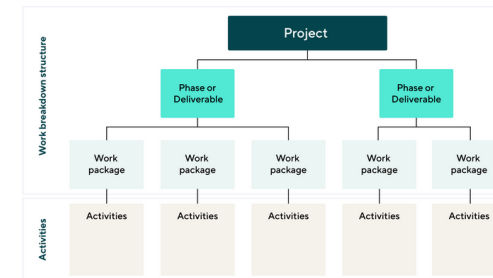 Work breakdown structure
Project
Phase or
Deliverable
Phase or
Deliverable
Work
package
Work
package
Work
package
Work
package
Work
package
Activities
Activities
Activities
Activities
Activities
Activities